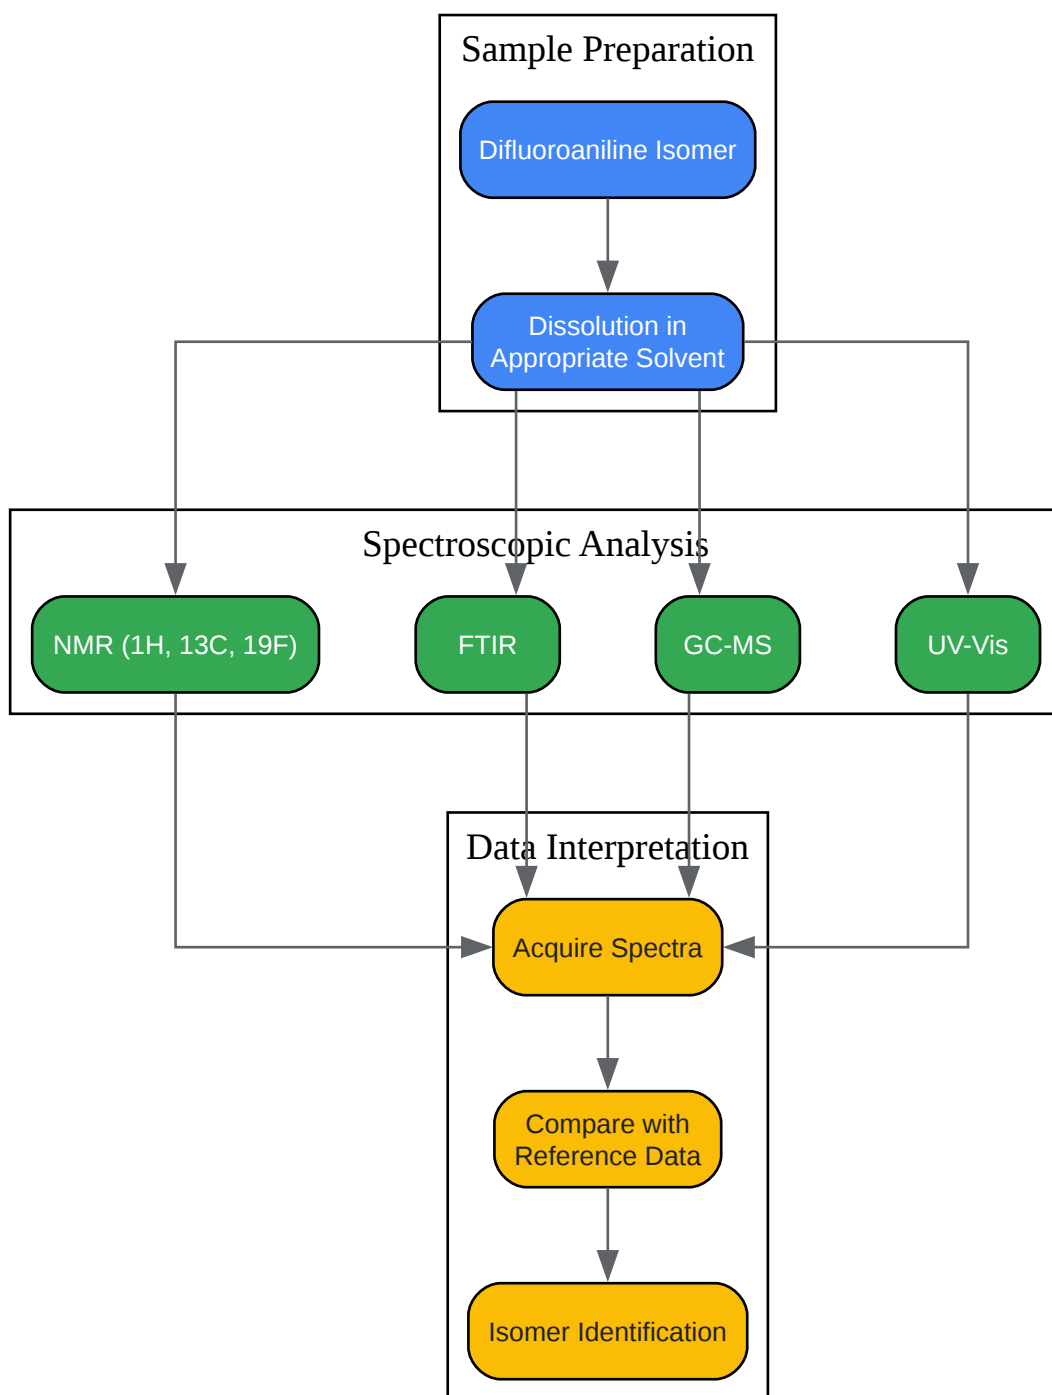 Sample Preparation
Difluoroaniline Isomer
Dissolution in
Appropriate Solvent
Spectroscopic Analysis
NMR (1H, 13C, 19F)
FTIR
GC-MS
UV-Vis
Data Interpretation
Acquire Spectra
Compare with
Reference Data
Isomer Identification